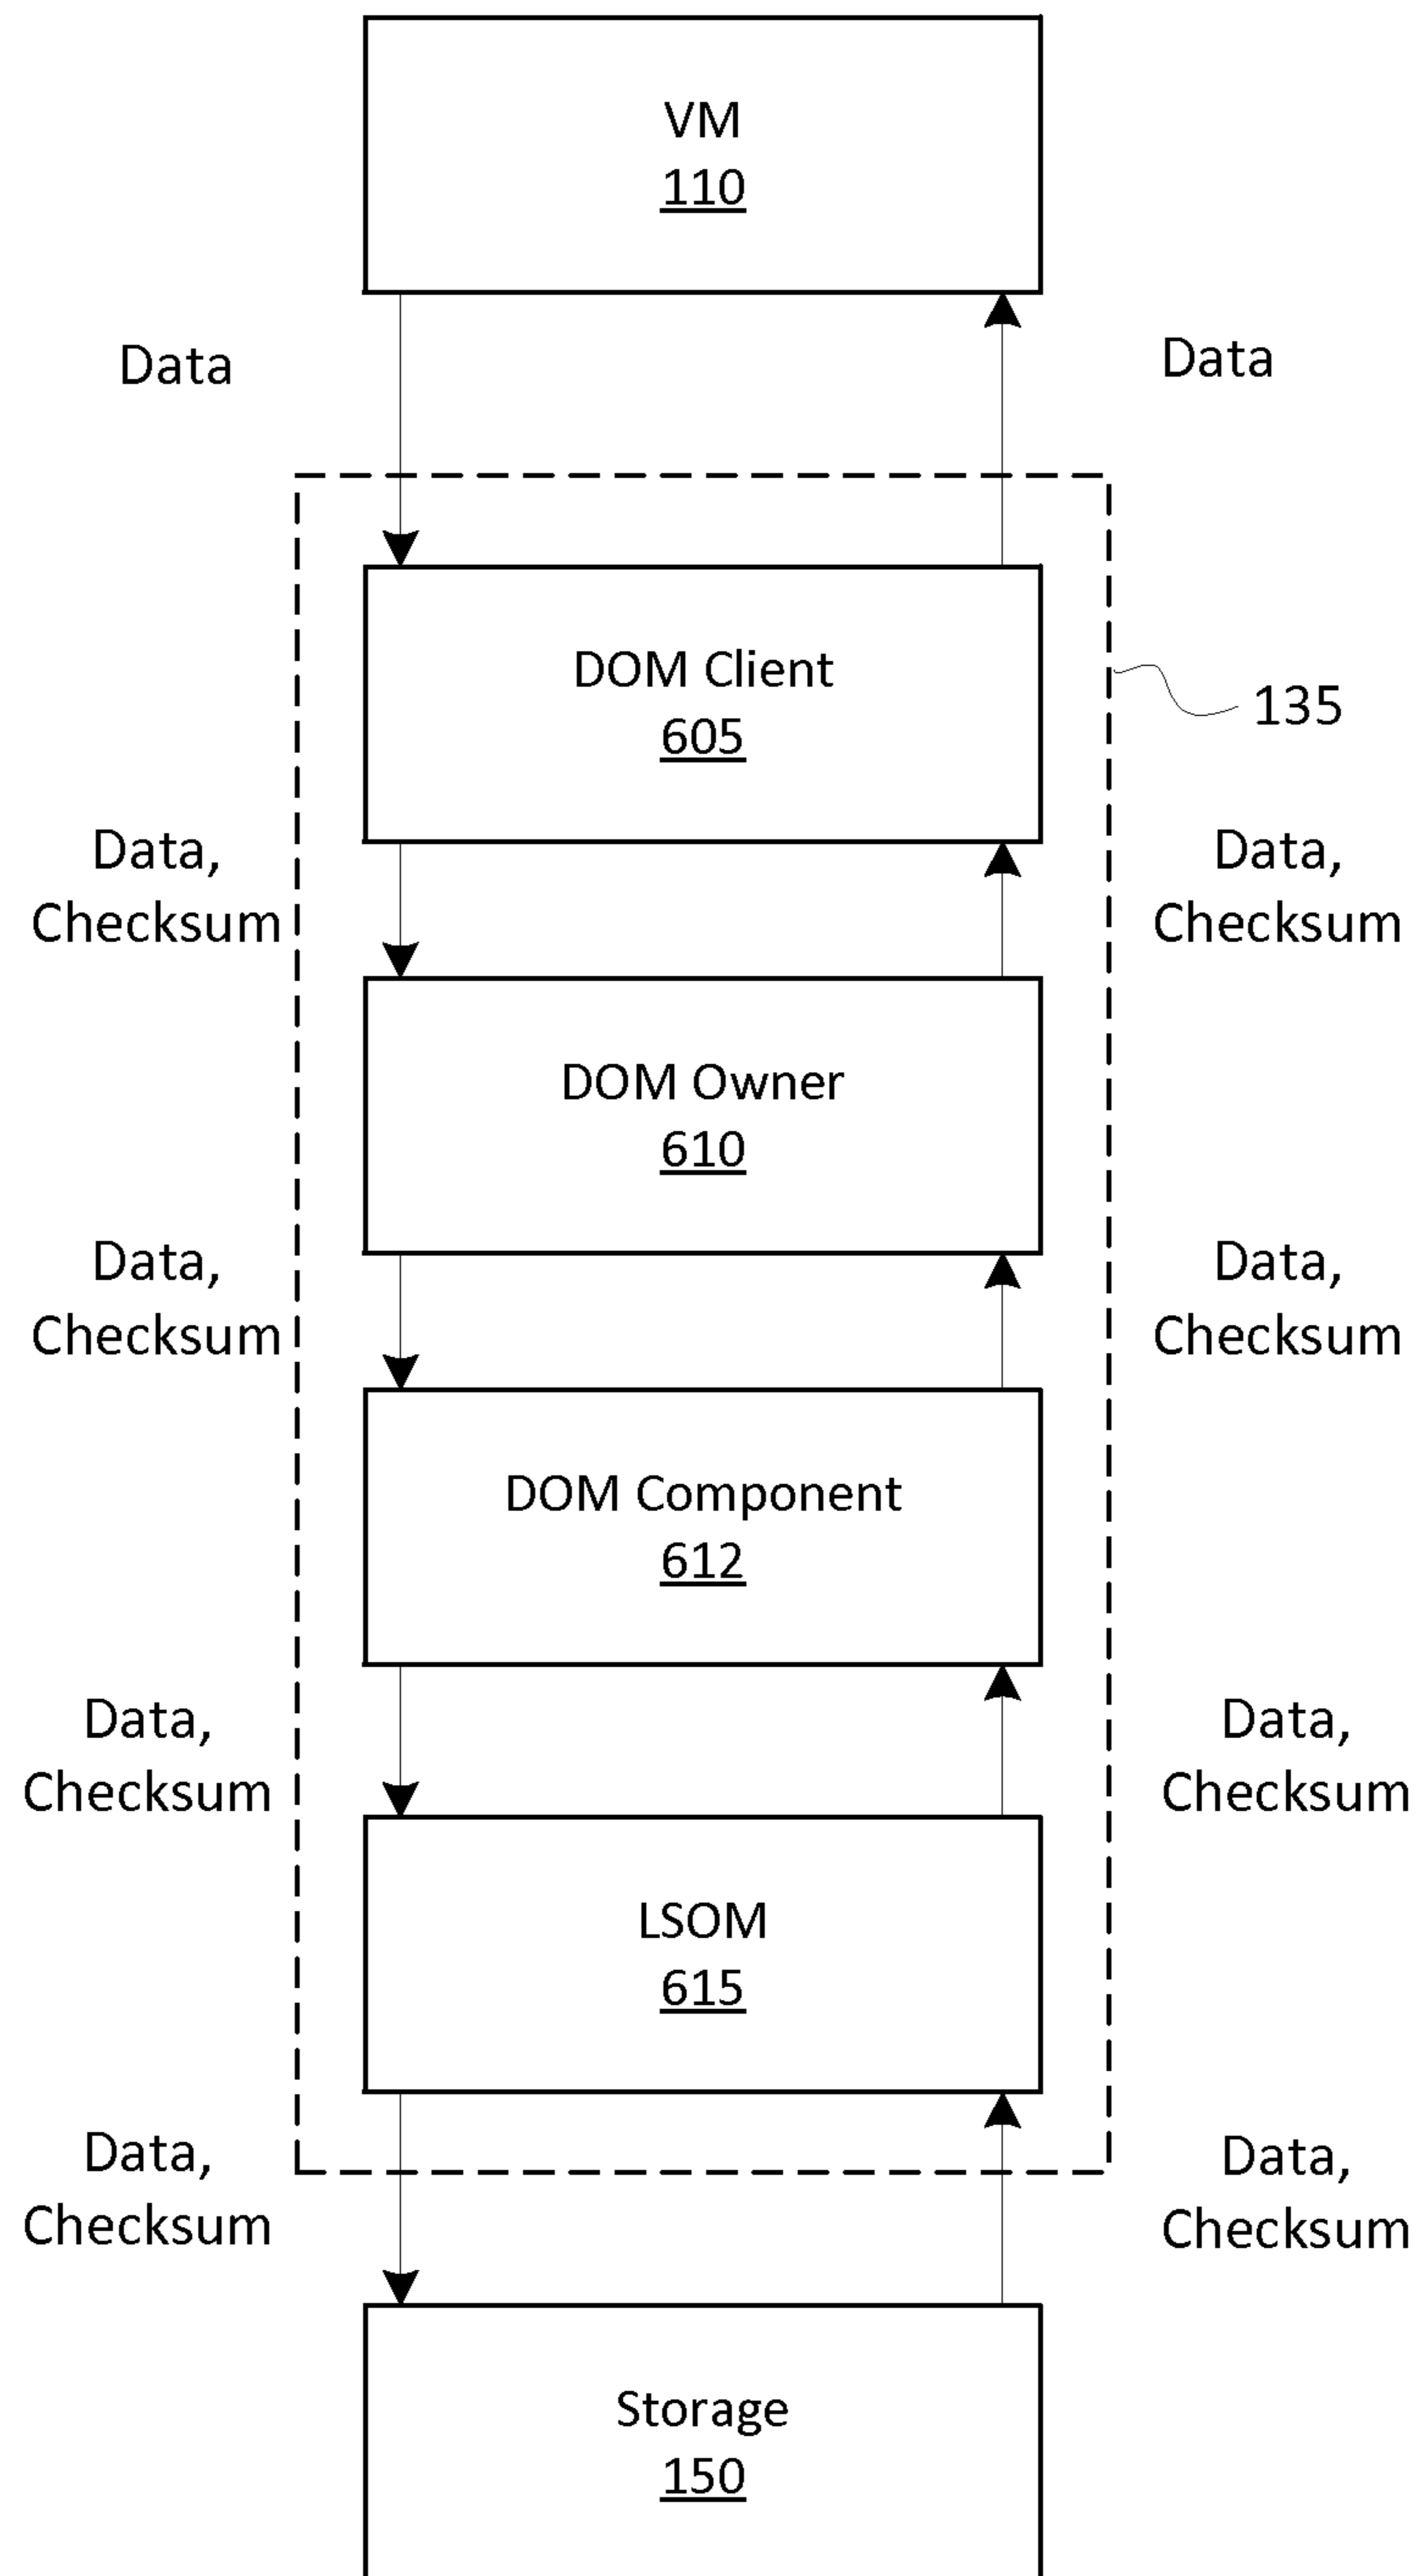 VM
110
Data
Data
DOM Client
605
135
Data,
Checksum
Data,
Checksum
DOM Owner
610
Data,
Checksum
Data,
Checksum
DOM Component
612
Data,
Checksum
Data,
Checksum
LSOM
615
Data,
Checksum
Data,
Checksum
Storage
150